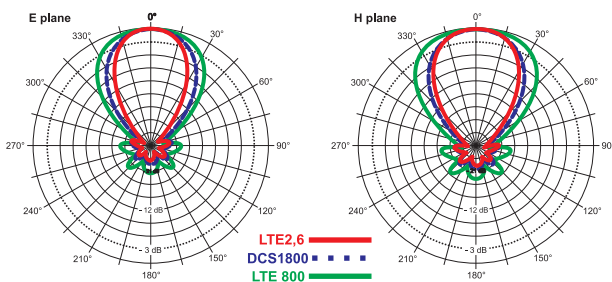 E plane
0°
330°
30°
300°
60°
270°
90°
240°
120°
210°
150°
180°
- 12 dB
- 3 dB
H plane
0°
330°
30°
300°
60°
270°
90
240°
120°
210°
150°
180°
- 12 dB
- 3 dB
LTE2,6
DCS1800
LTE 800